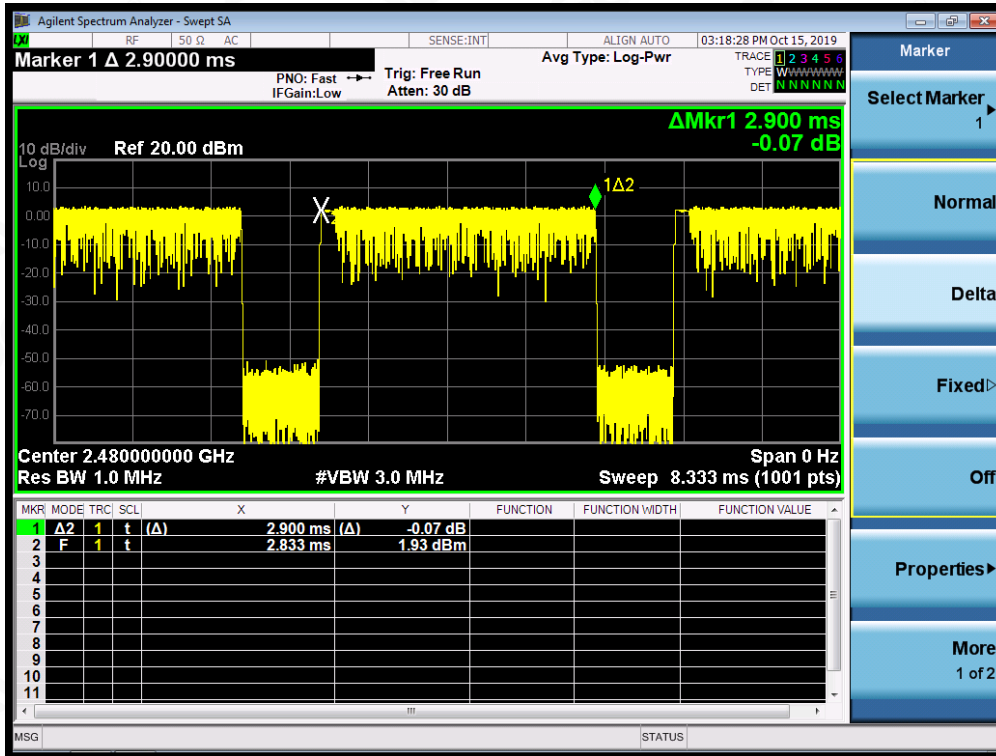 Agilent Spectrum Analyzer - Swept SA
LXI RF 50 Ω AC SENSE:INT ALIGN AUTO 03:18:28 PM Oct 15, 2019
Marker 1 Δ 2.90000 ms
PNO: Fast
IFGain:Low
Trig: Free Run
Atten: 30 dB
Avg Type: Log-Pwr
TRACE 1 2 3 4 5 6
TYPE WWWWWW
DET N N N N N N
ΔMkr1 2.900 ms
-0.07 dB
10 dB/div
Log
Ref 20.00 dBm
10.0
0.00
-10.0
-20.0
-30.0
-40.0
-50.0
-60.0
-70.0
1Δ2
Center 2.480000000 GHz
Res BW 1.0 MHz
#VBW 3.0 MHz
Span 0 Hz
Sweep 8.333 ms (1001 pts)
MKR MODE TRC SCL X Y FUNCTION FUNCTION WIDTH FUNCTION VALUE
1 Δ2 1 t (Δ) 2.900 ms (Δ) -0.07 dB
2 F 1 t 2.833 ms 1.93 dBm
3
4
5
6
7
8
9
10
11
MSG
STATUS
Marker
Select Marker
1
Normal
Delta
Fixed
Off
Properties
More
1 of 2